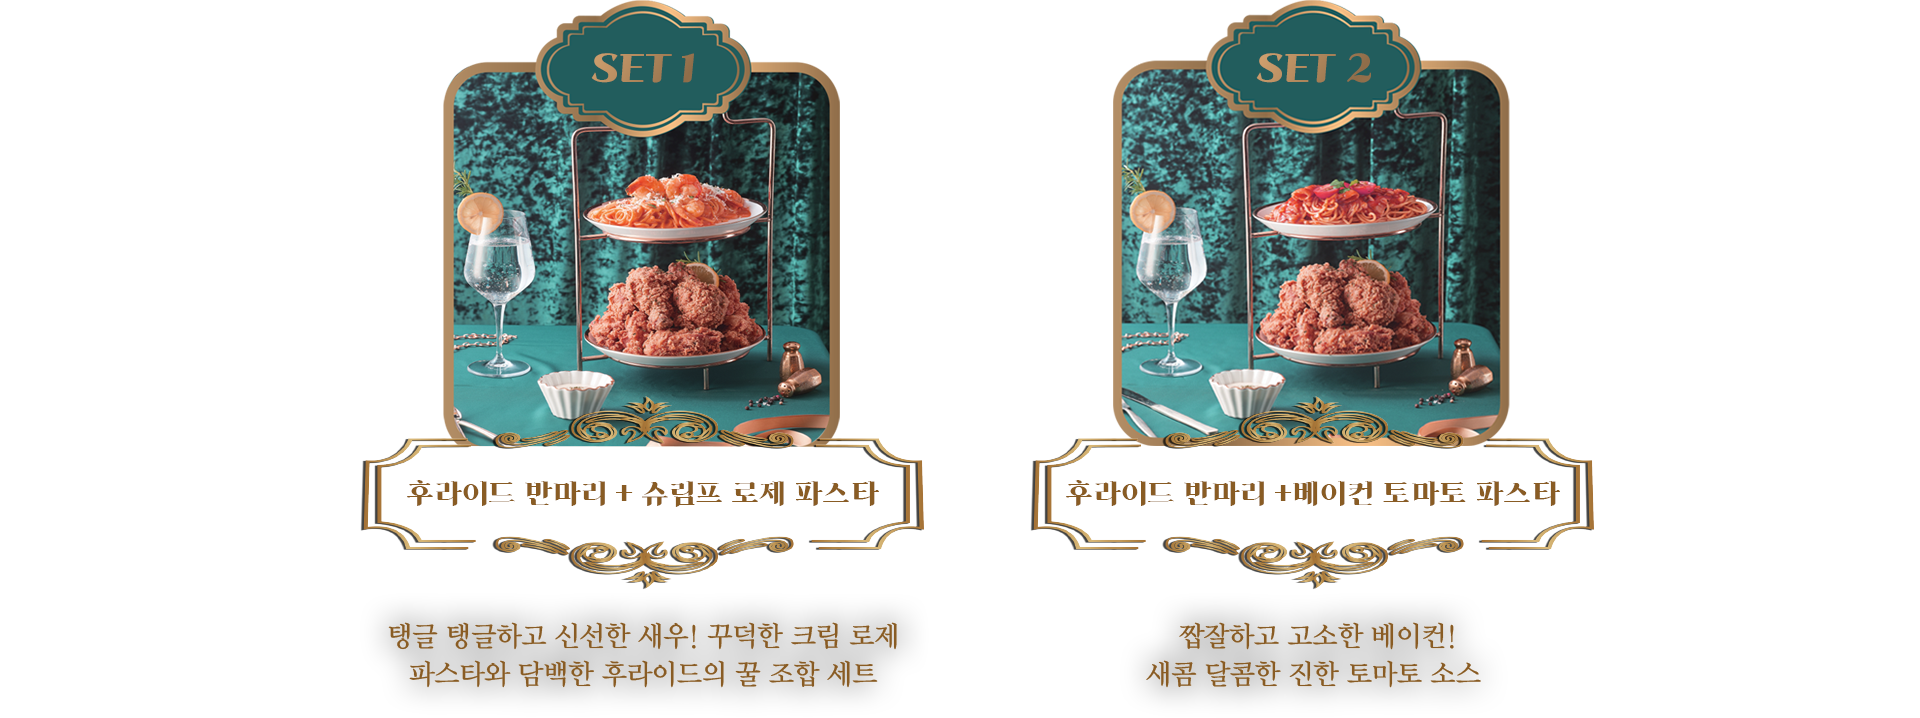 SET 1
후라이드 반마리 + 슈림프 로제 파스타
탱글 탱글하고 신선한 새우! 꾸덕한 크림 로제
파스타와 담백한 후라이드의 꿀 조합 세트
SET 2
후라이드 반마리 +베이컨 토마토 파스타
짭잘하고 고소한 베이컨!
새콤 달콤한 진한 토마토 소스